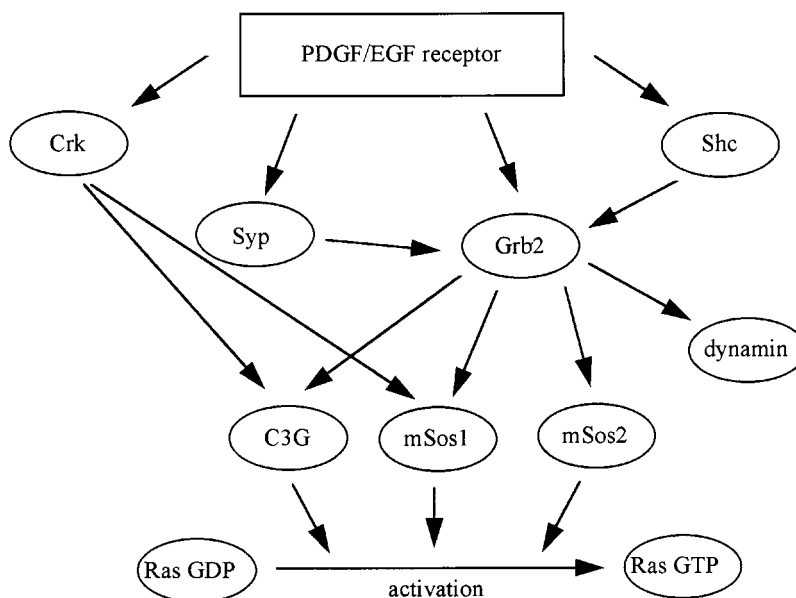 PDGF/EGF receptor
Crk
Shc
Syp
Grb2
dynamin
C3G
mSos1
mSos2
Ras GDP
activation
Ras GTP